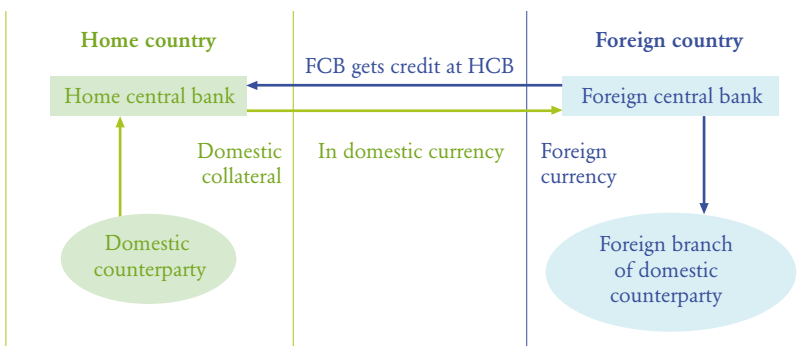 Home country
Foreign country
FCB gets credit at HCB
Home central bank
Foreign central bank
Domestic
collateral
In domestic currency
Foreign
currency
Domestic
counterparty
Foreign branch
of domestic
counterparty